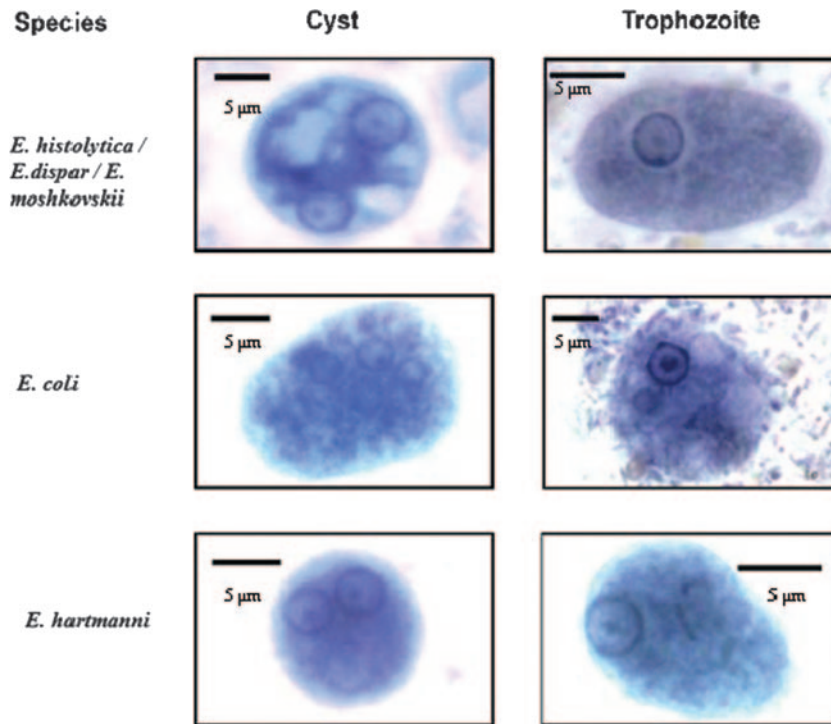 Species Cyst Trophozoite
5 µm 5 µm
E. histolytica /
E.dispar / E.
moshkovskii
5 µm 5 µm
E. coli
5 µm 5 µm
E. hartmanni